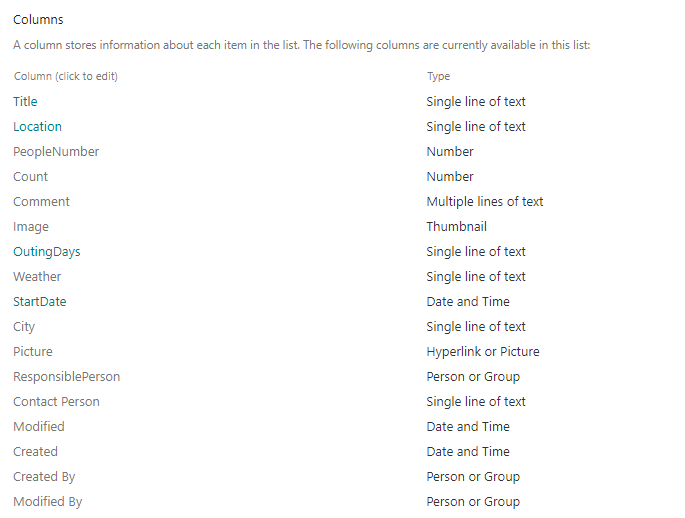 Columns
A column stores information about each item in the list. The following columns are currently available in this list:
Column (click to edit) Type
Title Single line of text
Location Single line of text
PeopleNumber Number
Count Number
Comment Multiple lines of text
Image Thumbnail
OutingDays Single line of text
Weather Single line of text
StartDate Date and Time
City Single line of text
Picture Hyperlink or Picture
ResponsiblePerson Person or Group
Contact Person Single line of text
Modified Date and Time
Created Date and Time
Created By Person or Group
Modified By Person or Group